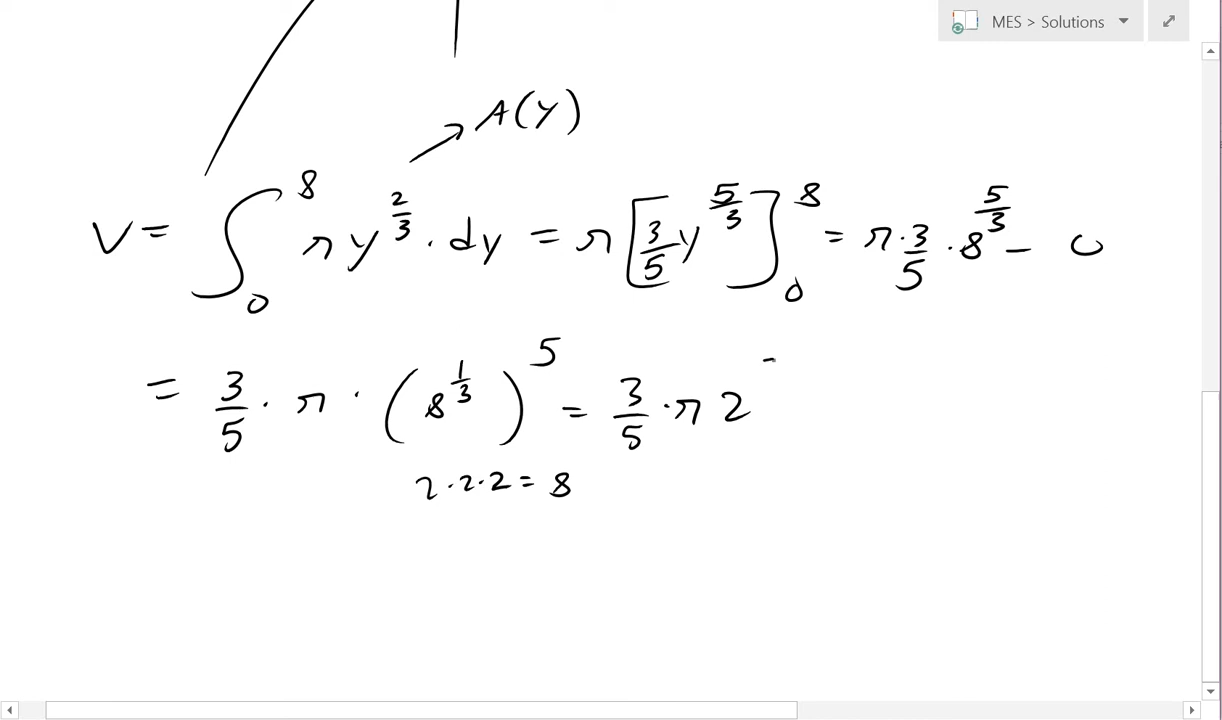 MES > Solutions
A(y)
V = ∫₀⁸ π y^(2/3) · dy = π [3/5 y^(5/3)]₀⁸ = π · 3/5 · 8^(5/3) - 0
= 3/5 · π · (8^(1/3))^5 = 3/5 · π 2
2 · 2 · 2 = 8